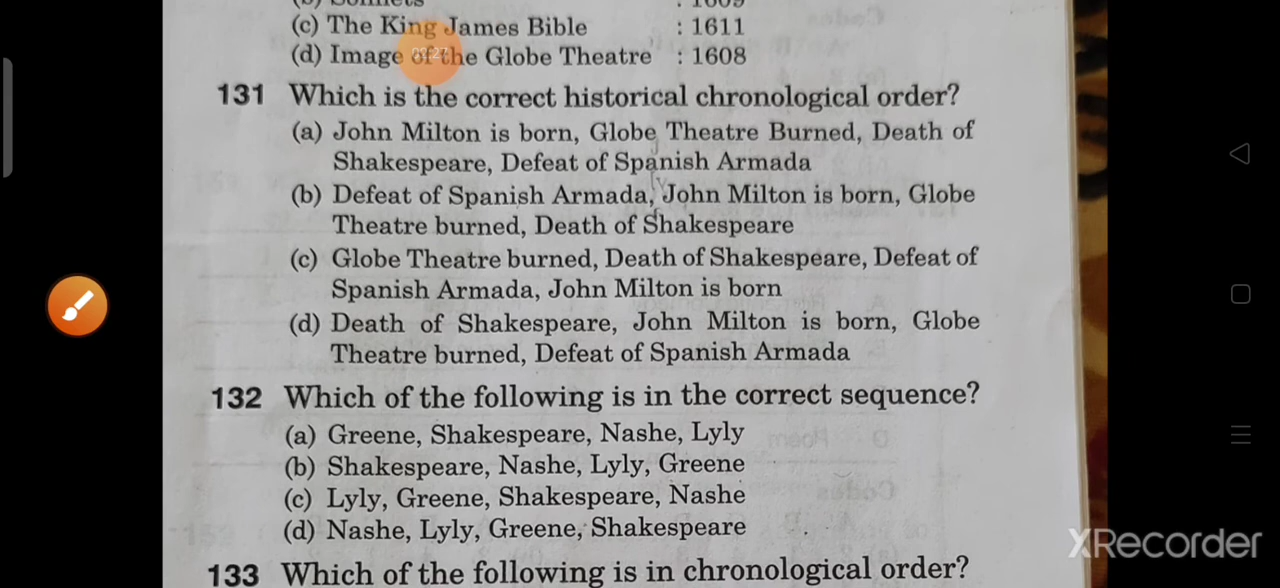 (b) Sonnets : 1609
(c) The King James Bible : 1611
(d) Image of the Globe Theatre : 1608
03:27
131 Which is the correct historical chronological order?
(a) John Milton is born, Globe Theatre Burned, Death of
Shakespeare, Defeat of Spanish Armada
(b) Defeat of Spanish Armada, John Milton is born, Globe
Theatre burned, Death of Shakespeare
(c) Globe Theatre burned, Death of Shakespeare, Defeat of
Spanish Armada, John Milton is born
(d) Death of Shakespeare, John Milton is born, Globe
Theatre burned, Defeat of Spanish Armada
132 Which of the following is in the correct sequence?
(a) Greene, Shakespeare, Nashe, Lyly
(b) Shakespeare, Nashe, Lyly, Greene
(c) Lyly, Greene, Shakespeare, Nashe
(d) Nashe, Lyly, Greene, Shakespeare
XRecorder
133 Which of the following is in chronological order?